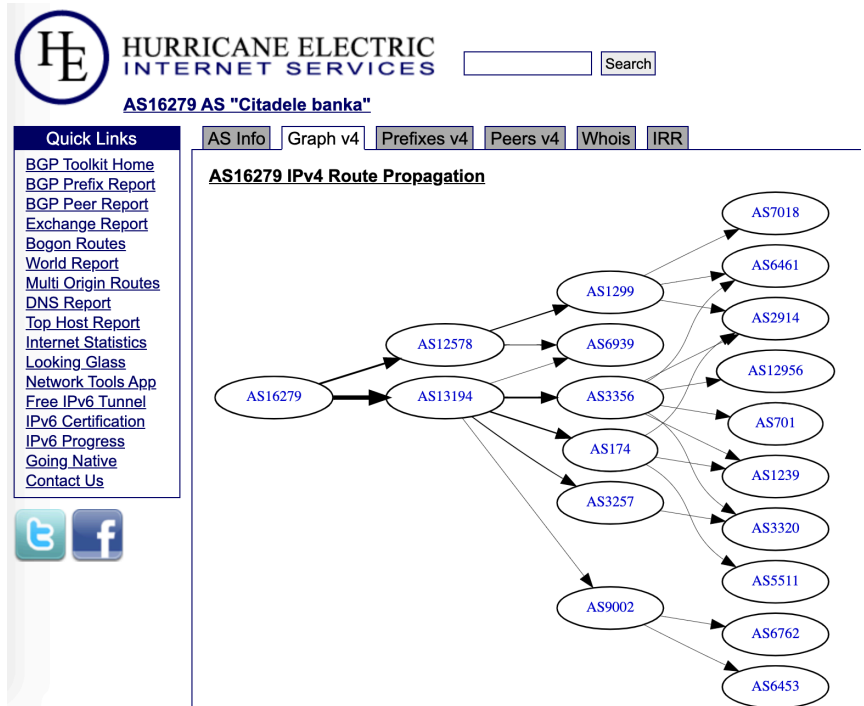 HE
HURRICANE ELECTRIC
INTERNET SERVICES
Search
AS16279 AS "Citadele banka"
Quick Links
BGP Toolkit Home
BGP Prefix Report
BGP Peer Report
Exchange Report
Bogon Routes
World Report
Multi Origin Routes
DNS Report
Top Host Report
Internet Statistics
Looking Glass
Network Tools App
Free IPv6 Tunnel
IPv6 Certification
IPv6 Progress
Going Native
Contact Us
AS Info Graph v4 Prefixes v4 Peers v4 Whois IRR
AS16279 IPv4 Route Propagation
AS16279
AS12578
AS13194
AS1299
AS6939
AS3356
AS174
AS3257
AS9002
AS7018
AS6461
AS2914
AS12956
AS701
AS1239
AS3320
AS5511
AS6762
AS6453